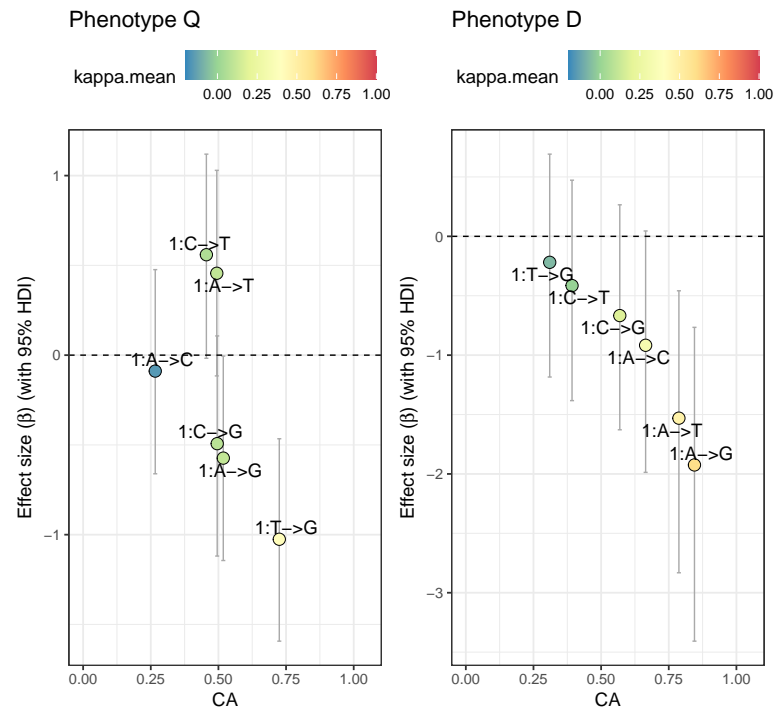 Phenotype Q
kappa.mean
0.00 0.25 0.50 0.75 1.00
Effect size (β) (with 95% HDI)
1
0
−1
1:C−>T
1:A−>T
1:A−>C
1:C−>G
1:A−>G
1:T−>G
0.00 0.25 0.50 0.75 1.00
CA
Phenotype D
kappa.mean
0.00 0.25 0.50 0.75 1.00
Effect size (β) (with 95% HDI)
0
−1
−2
−3
1:T−>G
1:C−>T
1:C−>G
1:A−>C
1:A−>T
1:A−>G
0.00 0.25 0.50 0.75 1.00
CA